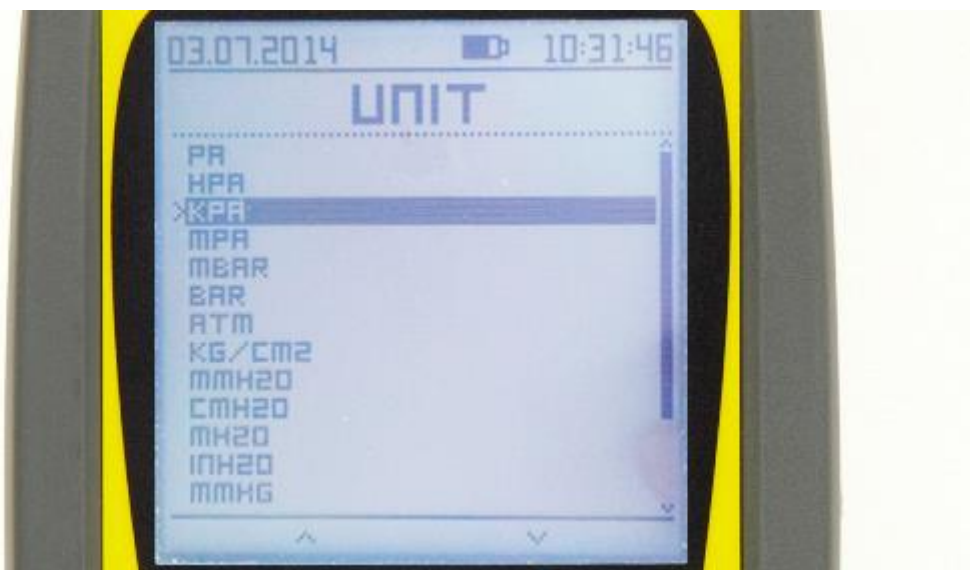 03.07.2014 10:31:46
UNIT
PA
HPA
>KPA
MPA
MBAR
BAR
ATM
KG/CM2
MMH2O
CMH2O
MH2O
INH2O
MMHG